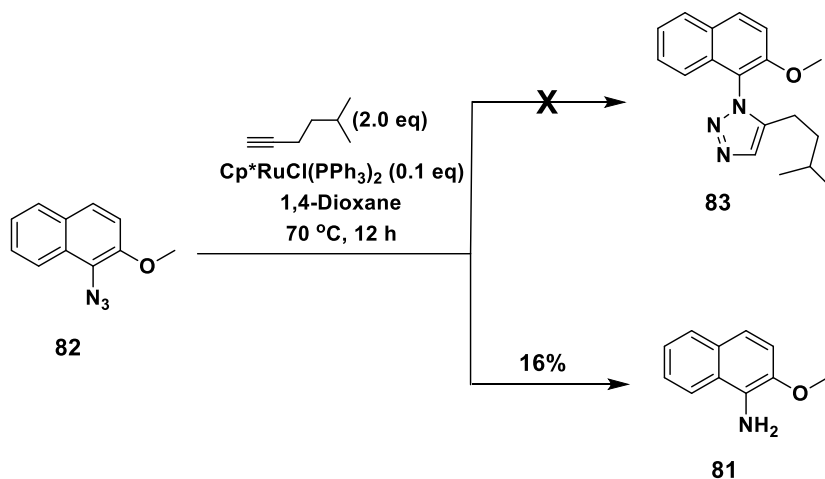 O
N
N
N
(2.0 eq)
X
Cp*RuCl(PPh3)2 (0.1 eq)
1,4-Dioxane
83
70 oC, 12 h
O
N3
82
16%
O
NH2
81